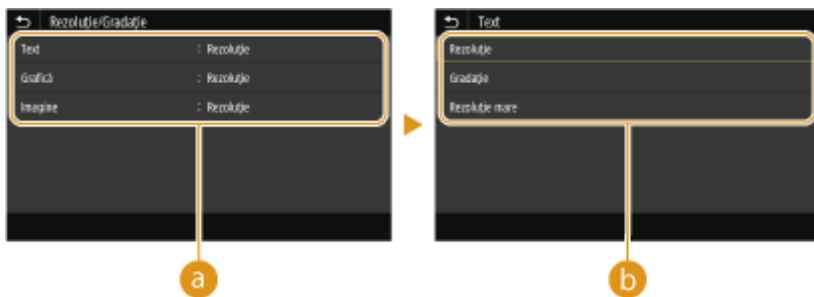 Rezoluție/Gradație
Text : Rezoluție
Grafică : Rezoluție
Imagine : Rezoluție
a
Text
Rezoluție
Gradație
Rezoluție mare
b